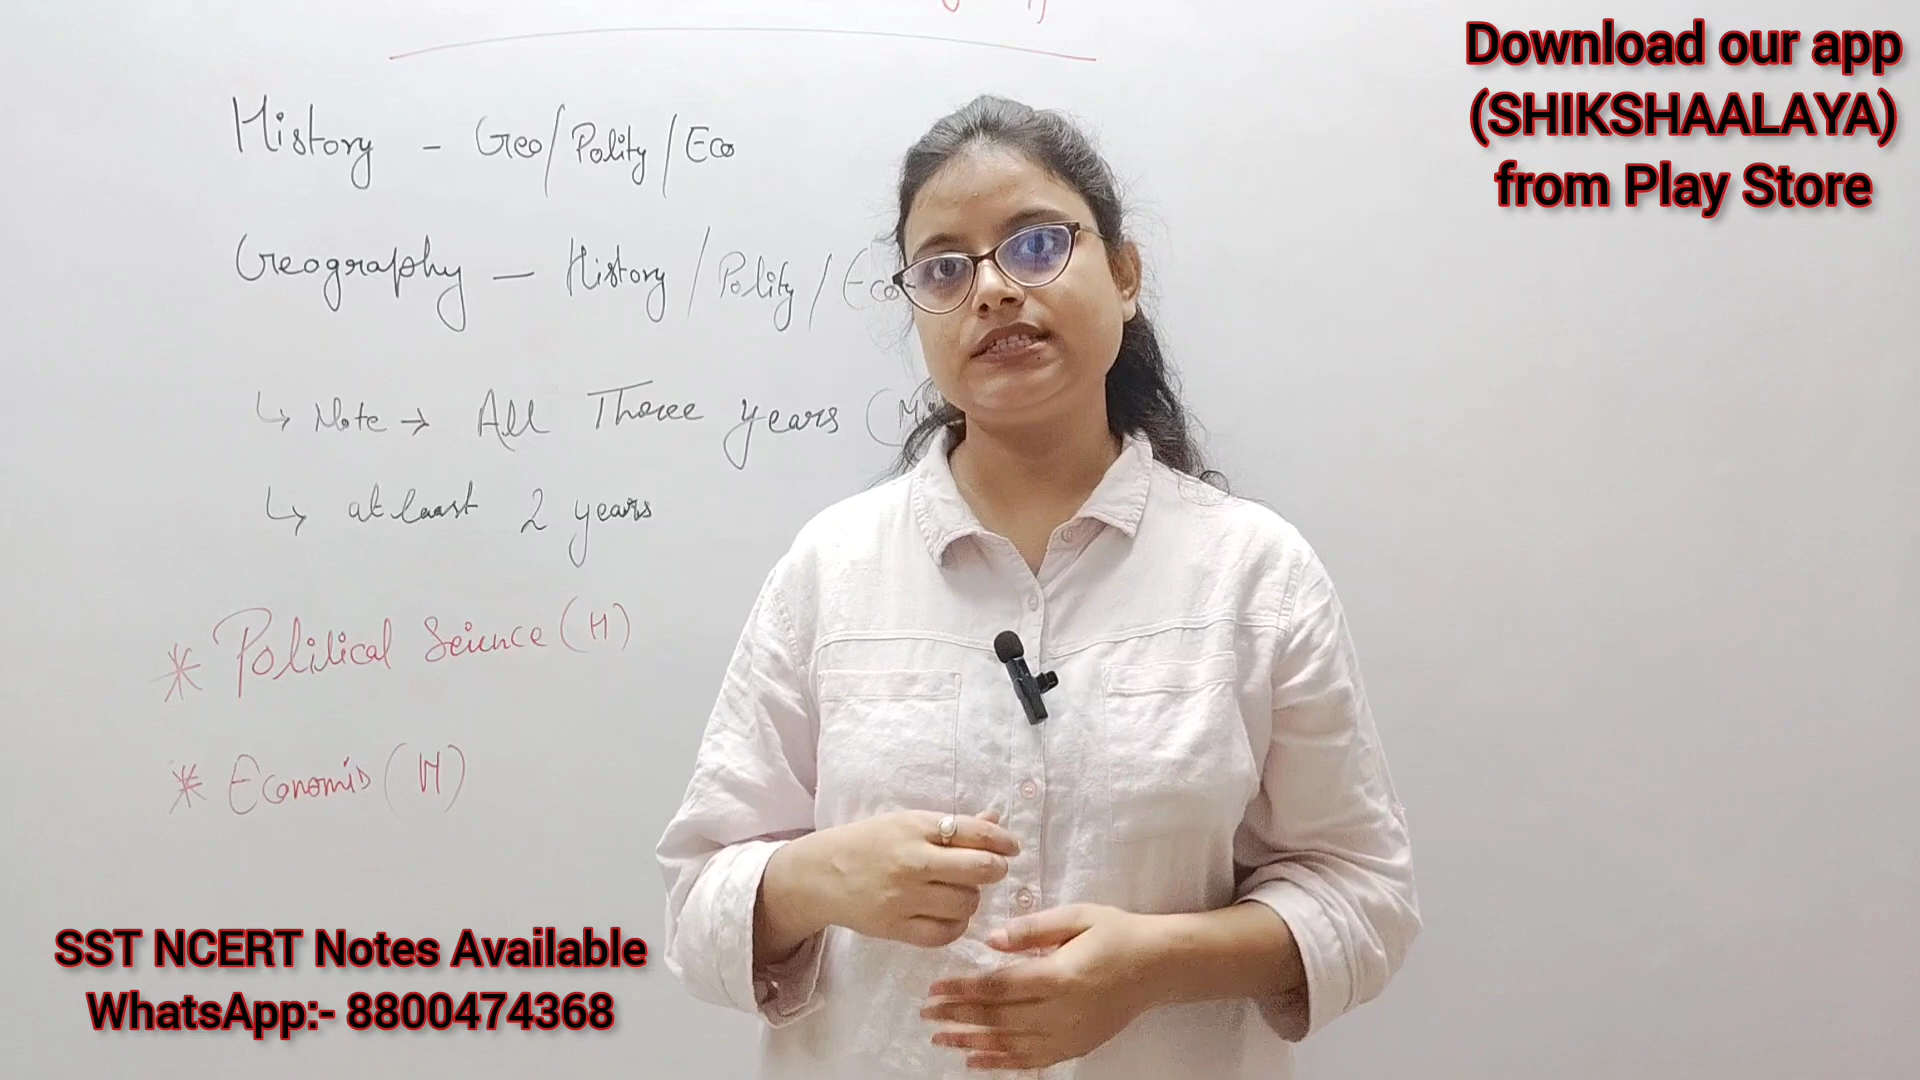 Download our app
(SHIKSHAALAYA)
from Play Store
History - Geo/Polity/Eco
Geography - History/Polity/Eco
↳ Note → All Three years
↳ at least 2 years
* Political Science (H)
* Economis (H)
SST NCERT Notes Available
WhatsApp:- 8800474368